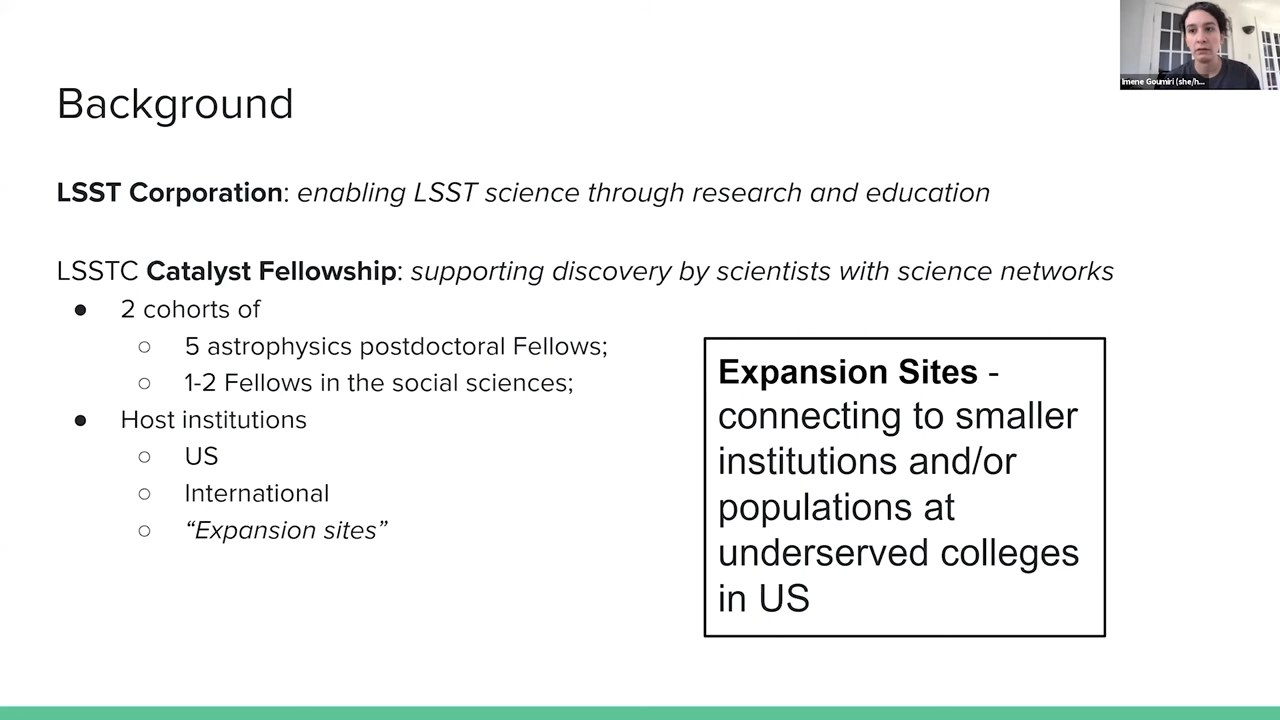 Imene Goumiri (she/h...
Background
LSST Corporation: enabling LSST science through research and education
LSSTC Catalyst Fellowship: supporting discovery by scientists with science networks
● 2 cohorts of
○ 5 astrophysics postdoctoral Fellows;
○ 1-2 Fellows in the social sciences;
● Host institutions
○ US
○ International
○ “Expansion sites”
Expansion Sites -
connecting to smaller
institutions and/or
populations at
underserved colleges
in US